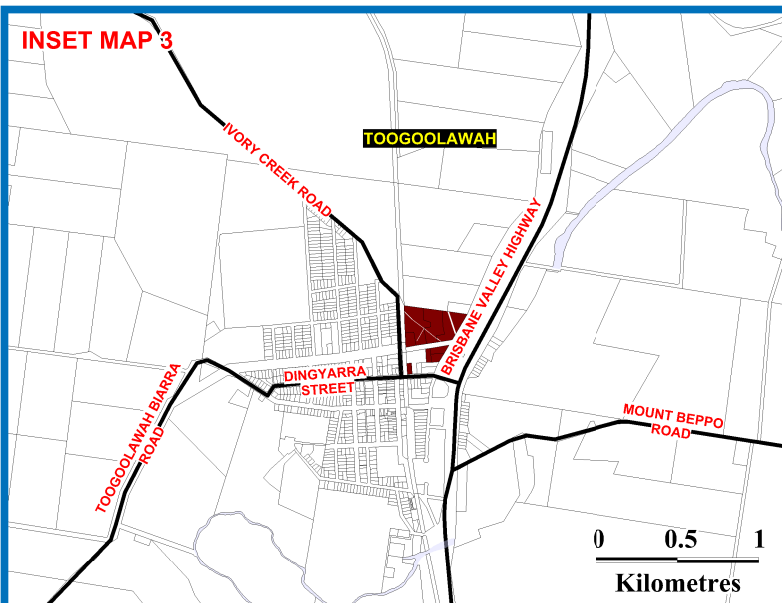 INSET MAP 3
TOOGOOLAWAH
IVORY CREEK ROAD
BRISBANE VALLEY HIGHWAY
DINGYARRA
STREET
TOOGOOLAWAH BIARRA
ROAD
MOUNT BEPPO
ROAD
0 0.5 1
Kilometres